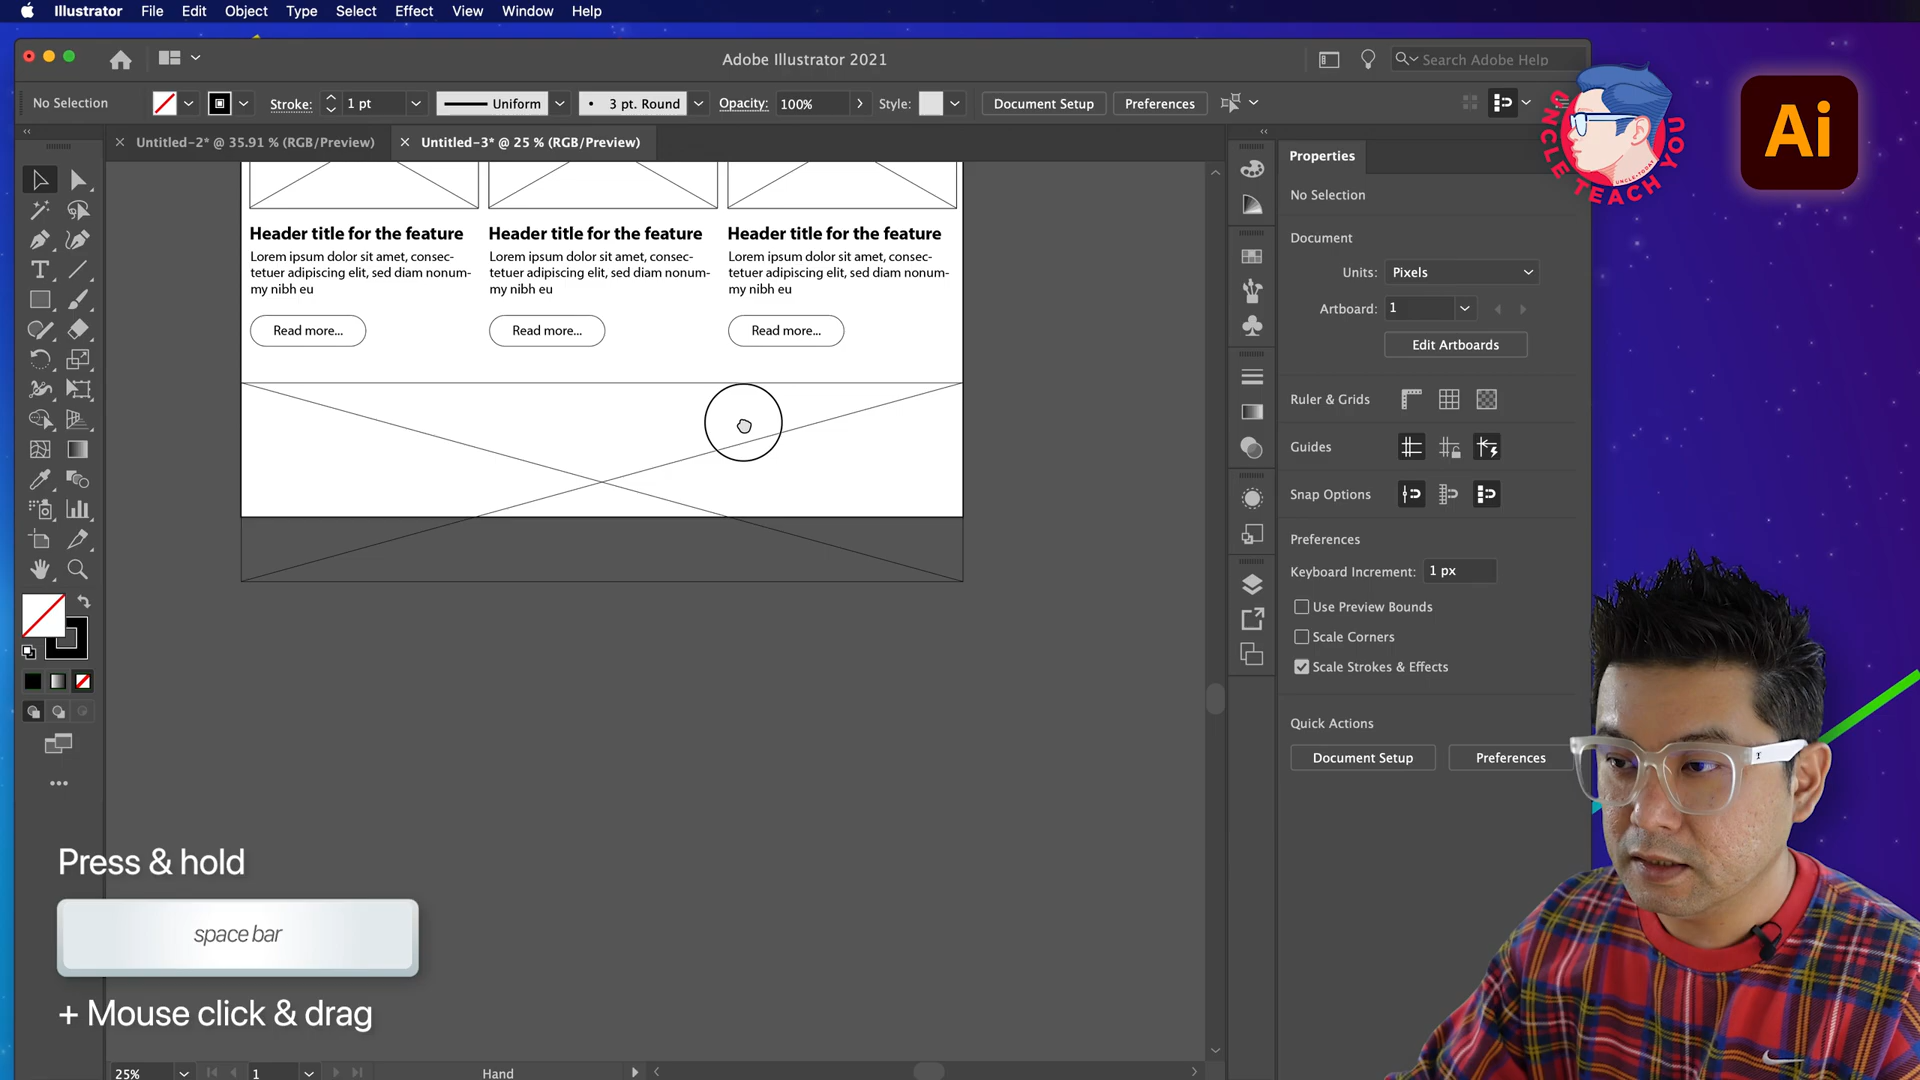 Illustrator File Edit Object Type Select Effect View Window Help
Adobe Illustrator 2021
Search Adobe Help
No Selection
Stroke: 1 pt
Uniform
3 pt. Round
Opacity: 100%
Style:
Document Setup
Preferences
Untitled-2* @ 35.91 % (RGB/Preview)
Untitled-3* @ 25 % (RGB/Preview)
UNCLE TEACH YOU
UNCLE.TODAY
Ai
Header title for the feature
Lorem ipsum dolor sit amet, consec-
tetuer adipiscing elit, sed diam nonum-
my nibh eu
Read more...
Header title for the feature
Lorem ipsum dolor sit amet, consec-
tetuer adipiscing elit, sed diam nonum-
my nibh eu
Read more...
Header title for the feature
Lorem ipsum dolor sit amet, consec-
tetuer adipiscing elit, sed diam nonum-
my nibh eu
Read more...
Properties
No Selection
Document
Units: Pixels
Artboard: 1
Edit Artboards
Ruler & Grids
Guides
Snap Options
Preferences
Keyboard Increment: 1 px
Use Preview Bounds
Scale Corners
Scale Strokes & Effects
Quick Actions
Document Setup
Preferences
Press & hold
space bar
+ Mouse click & drag
25%
1
Hand